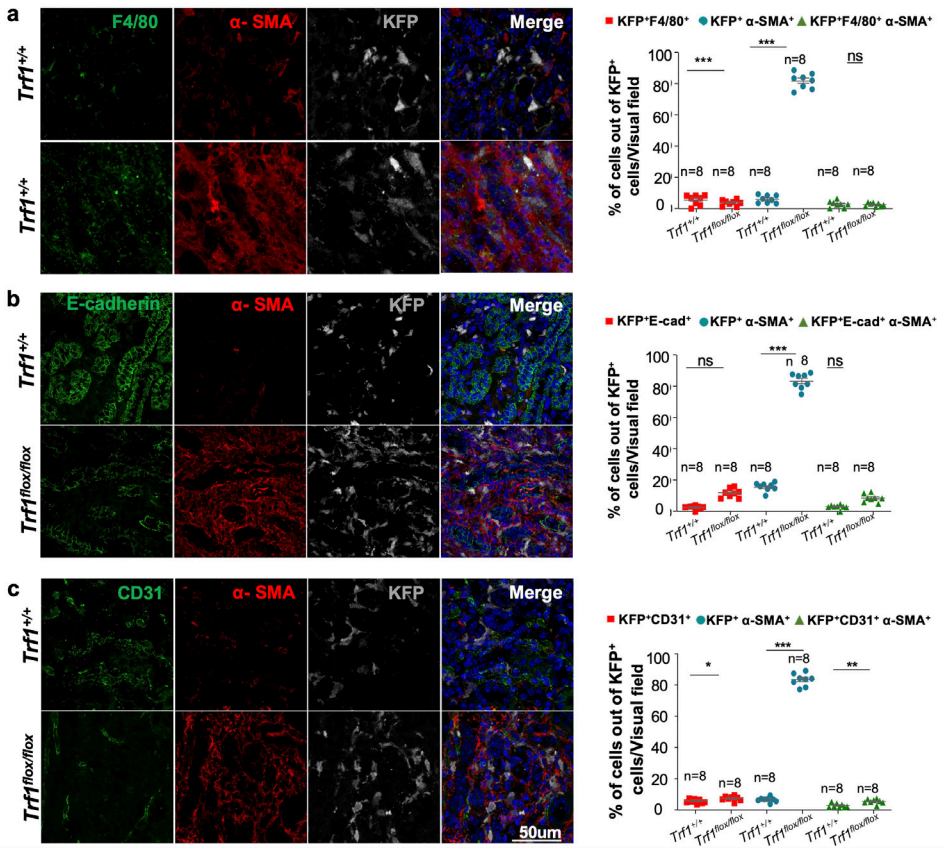 a
F4/80
α- SMA
KFP
Merge
Trf1+/+
Trf1+/+
KFP+F4/80+
KFP+ α-SMA+
KFP+F4/80+ α-SMA+
% of cells out of KFP+
cells/Visual field
100
80
60
40
20
0
***
***
ns
n=8
n=8
n=8
n=8
n=8
n=8
Trf1+/+
Trf1flox/flox
Trf1+/+
Trf1flox/flox
Trf1+/+
Trf1flox/flox
b
E-cadherin
α- SMA
KFP
Merge
Trf1+/+
Trf1flox/flox
KFP+E-cad+
KFP+ α-SMA+
KFP+E-cad+ α-SMA+
% of cells out of KFP+
cells/Visual field
100
80
60
40
20
0
ns
***
ns
n 8
n=8
n=8
n=8
n=8
n=8
Trf1+/+
Trf1flox/flox
Trf1+/+
Trf1flox/flox
Trf1+/+
Trf1flox/flox
c
CD31
α- SMA
KFP
Merge
Trf1+/+
Trf1flox/flox
50um
KFP+CD31+
KFP+ α-SMA+
KFP+CD31+ α-SMA+
% of cells out of KFP+
cells/Visual field
100
80
60
40
20
0
*
***
**
n=8
n=8
n=8
n=8
n=8
n=8
Trf1+/+
Trf1flox/flox
Trf1+/+
Trf1flox/flox
Trf1+/+
Trf1flox/flox